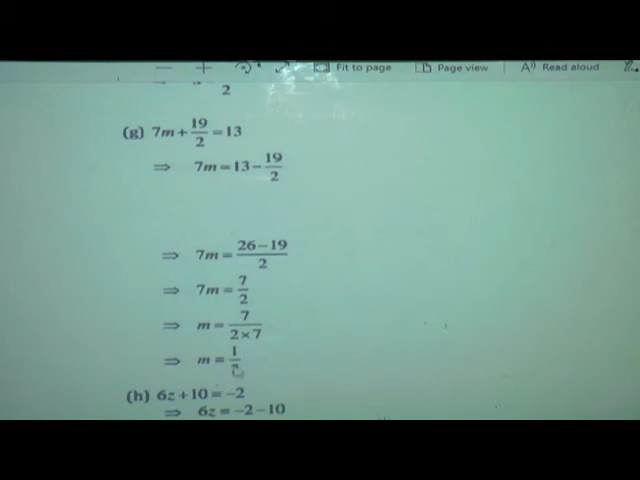 Fit to page Page view Read aloud
2
(g) 7m + 19/2 = 13
⇒ 7m = 13 − 19/2
⇒ 7m = (26 − 19)/2
⇒ 7m = 7/2
⇒ m = 7/(2 × 7)
⇒ m = 1/
(h) 6z + 10 = −2
⇒ 6z = −2 − 10